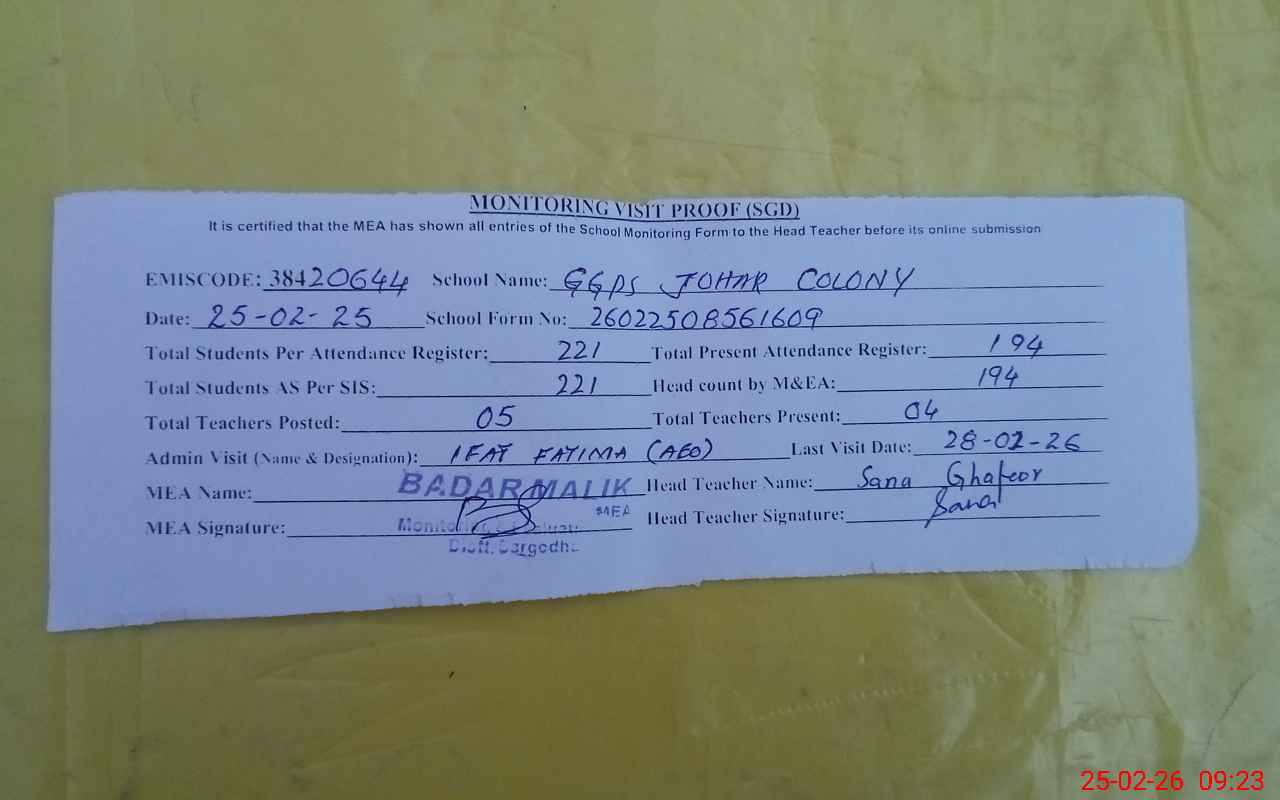 MONITORING VISIT PROOF (SGD)
It is certified that the MEA has shown all entries of the School Monitoring Form to the Head Teacher before its online submission
EMISCODE: 38420644 School Name: GGPS JOHAR COLONY
Date: 25-02-25 School Form No: 26022508561609
Total Students Per Attendance Register: 221 Total Present Attendance Register: 194
Total Students AS Per SIS: 221 Head count by M&EA: 194
Total Teachers Posted: 05 Total Teachers Present: 04
Admin Visit (Name & Designation): IFAT FATIMA (AEO) Last Visit Date: 28-02-26
MEA Name: BADAR MALIK Head Teacher Name: Sana Ghafoor
MEA
MEA Signature: Head Teacher Signature: Sana
Distt. Sargodha
25-02-26 09:23